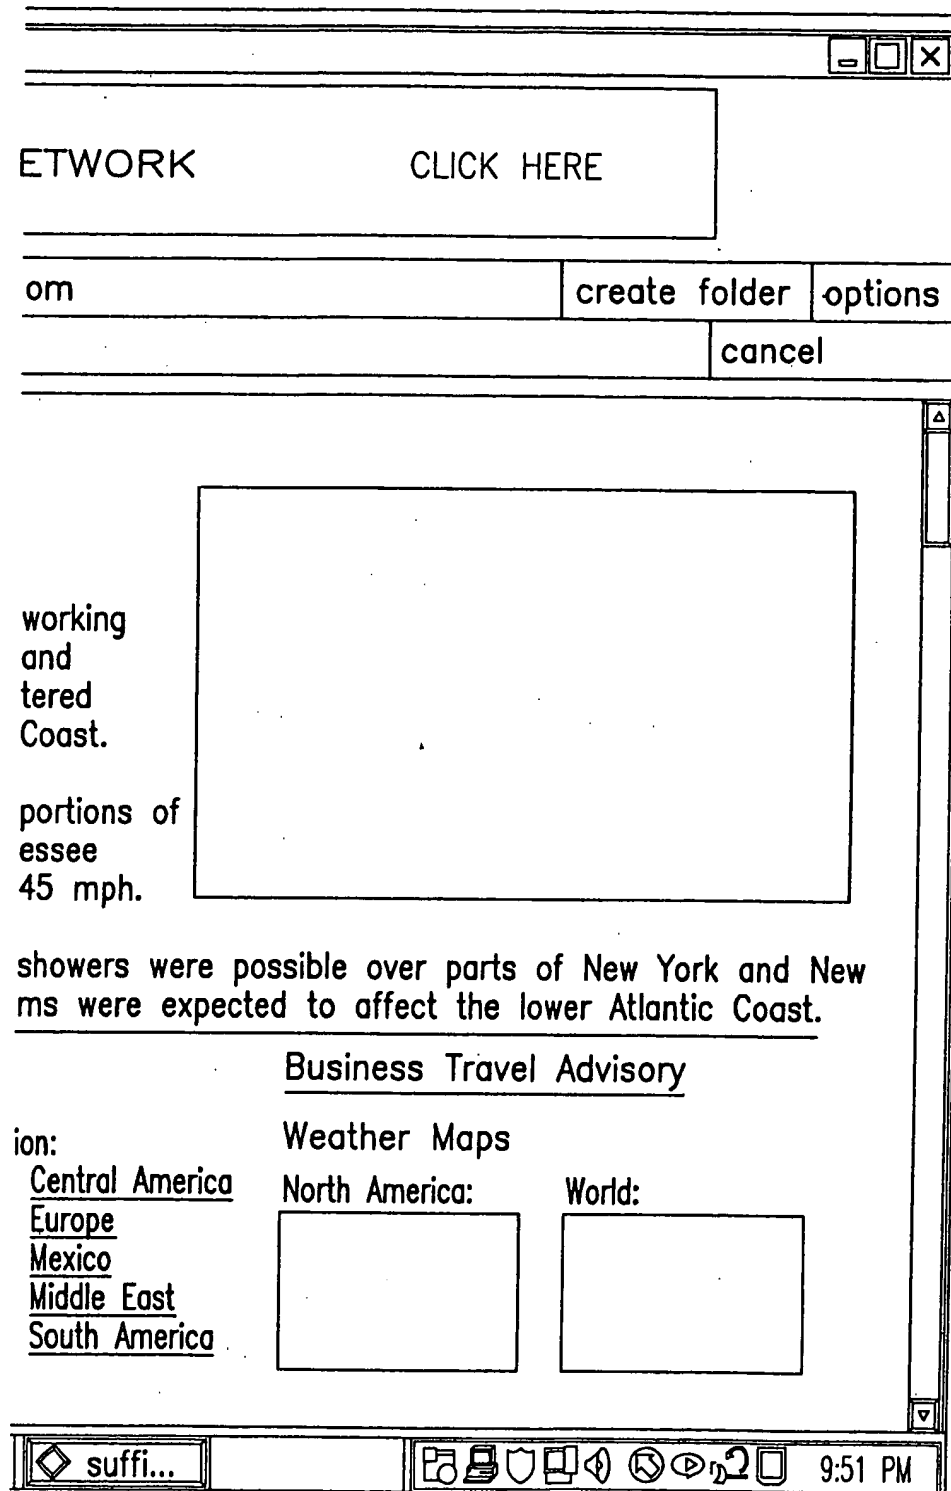 ETWORK CLICK HERE
om create folder options
cancel
working
and
tered
Coast.
portions of
essee
45 mph.
showers were possible over parts of New York and New
ms were expected to affect the lower Atlantic Coast.
Business Travel Advisory
ion:
Central America
Europe
Mexico
Middle East
South America
Weather Maps
North America: World:
suffi... 9:51 PM